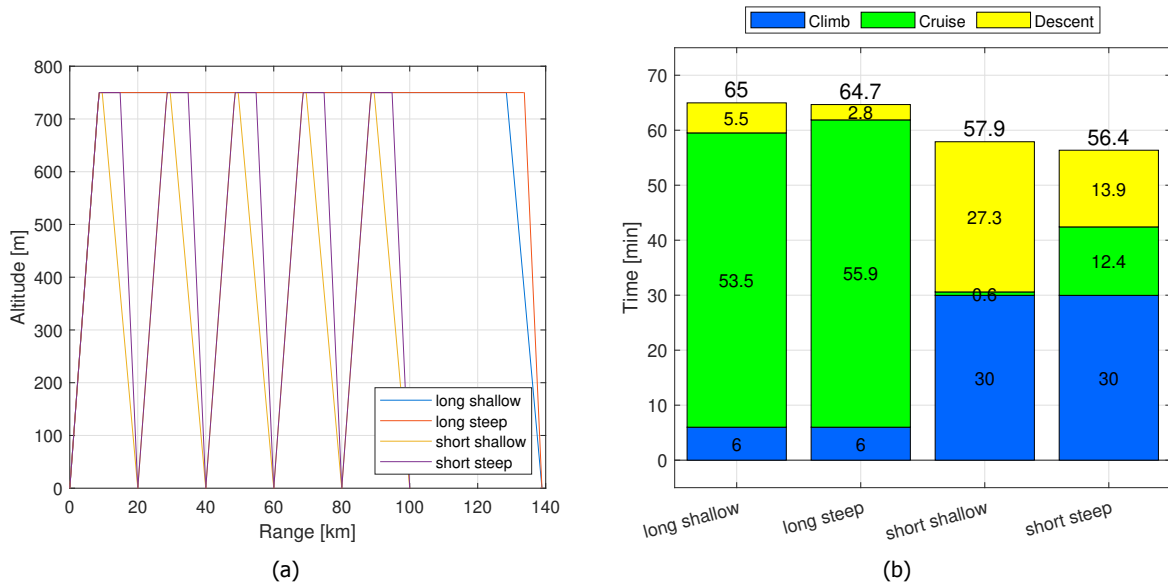 800
700
600
500
400
300
200
100
0
Altitude [m]
0 20 40 60 80 100 120 140
Range [km]
long shallow
long steep
short shallow
short steep
(a)
Climb Cruise Descent
70
60
50
40
30
20
10
0
Time [min]
65 64.7 57.9 56.4
5.5 2.8 27.3 13.9
53.5 55.9 0.6 12.4
6 6 30 30
long shallow long steep short shallow short steep
(b)